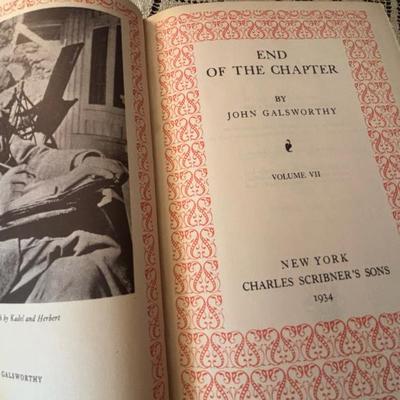 by Kadel and Herbert
GALSWORTHY
END
OF THE CHAPTER
BY
JOHN GALSWORTHY
VOLUME VII
NEW YORK
CHARLES SCRIBNER'S SONS
1934